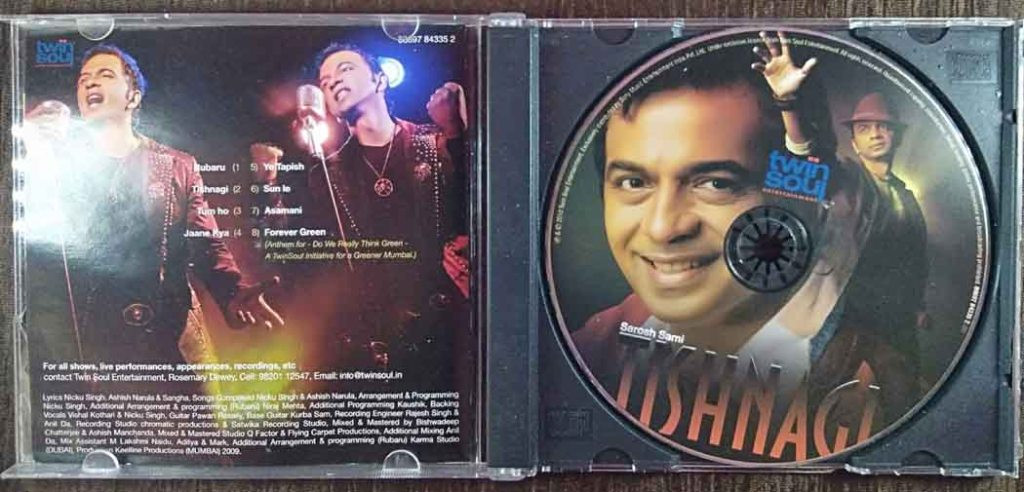 twin
soul
88697 84335 2
Rubaru (1 5) Ye Tapish
Tishnagi (2 6) Sun le
Tum ho (3 7) Asamani
Jaane Kya (4 8) Forever Green
(Anthem for - Do We Really Think Green -
A TwinSoul Initiative for a Greener Mumbai.)
For all shows, live performances, appearances, recordings, etc
contact Twin Soul Entertainment, Rosemary Dewey, Cell: 98201 12547, Email: info@twinsoul.in
Lyrics Nicku Singh, Ashish Narula & Sangha, Songs Composed Nicku Singh & Ashish Narula, Arrangement & Programming
Nicku Singh, Additional Arrangement & programming (Rubaru) Niraj Mehta, Additional Programming Kaushik, Backing
Vocals Vishal Kothari & Nicku Singh, Guitar Pawan Guitar Kurba Sam, Recording Engineer Rajesh Singh &
Anil Da, Recording Studio chromatic productions & Satwika Recording Studio, Mixed & Mastered by Bishwadeep
Chatterjee & Ashish Manchanda, Mixed & Mastered Studio Q Factor & Flying Carpet Productions, Additional Mixing Anil
Da, Mix Assistant M Lakshmi Naidu, Aditya & Mark, Additional Arrangement & programming (Rubaru) Karma Studio
(DUBAI), Keeline Productions (MUMBAI) 2009.
twin
soul
entertainment
Sarosh Sami
TISHNAGI